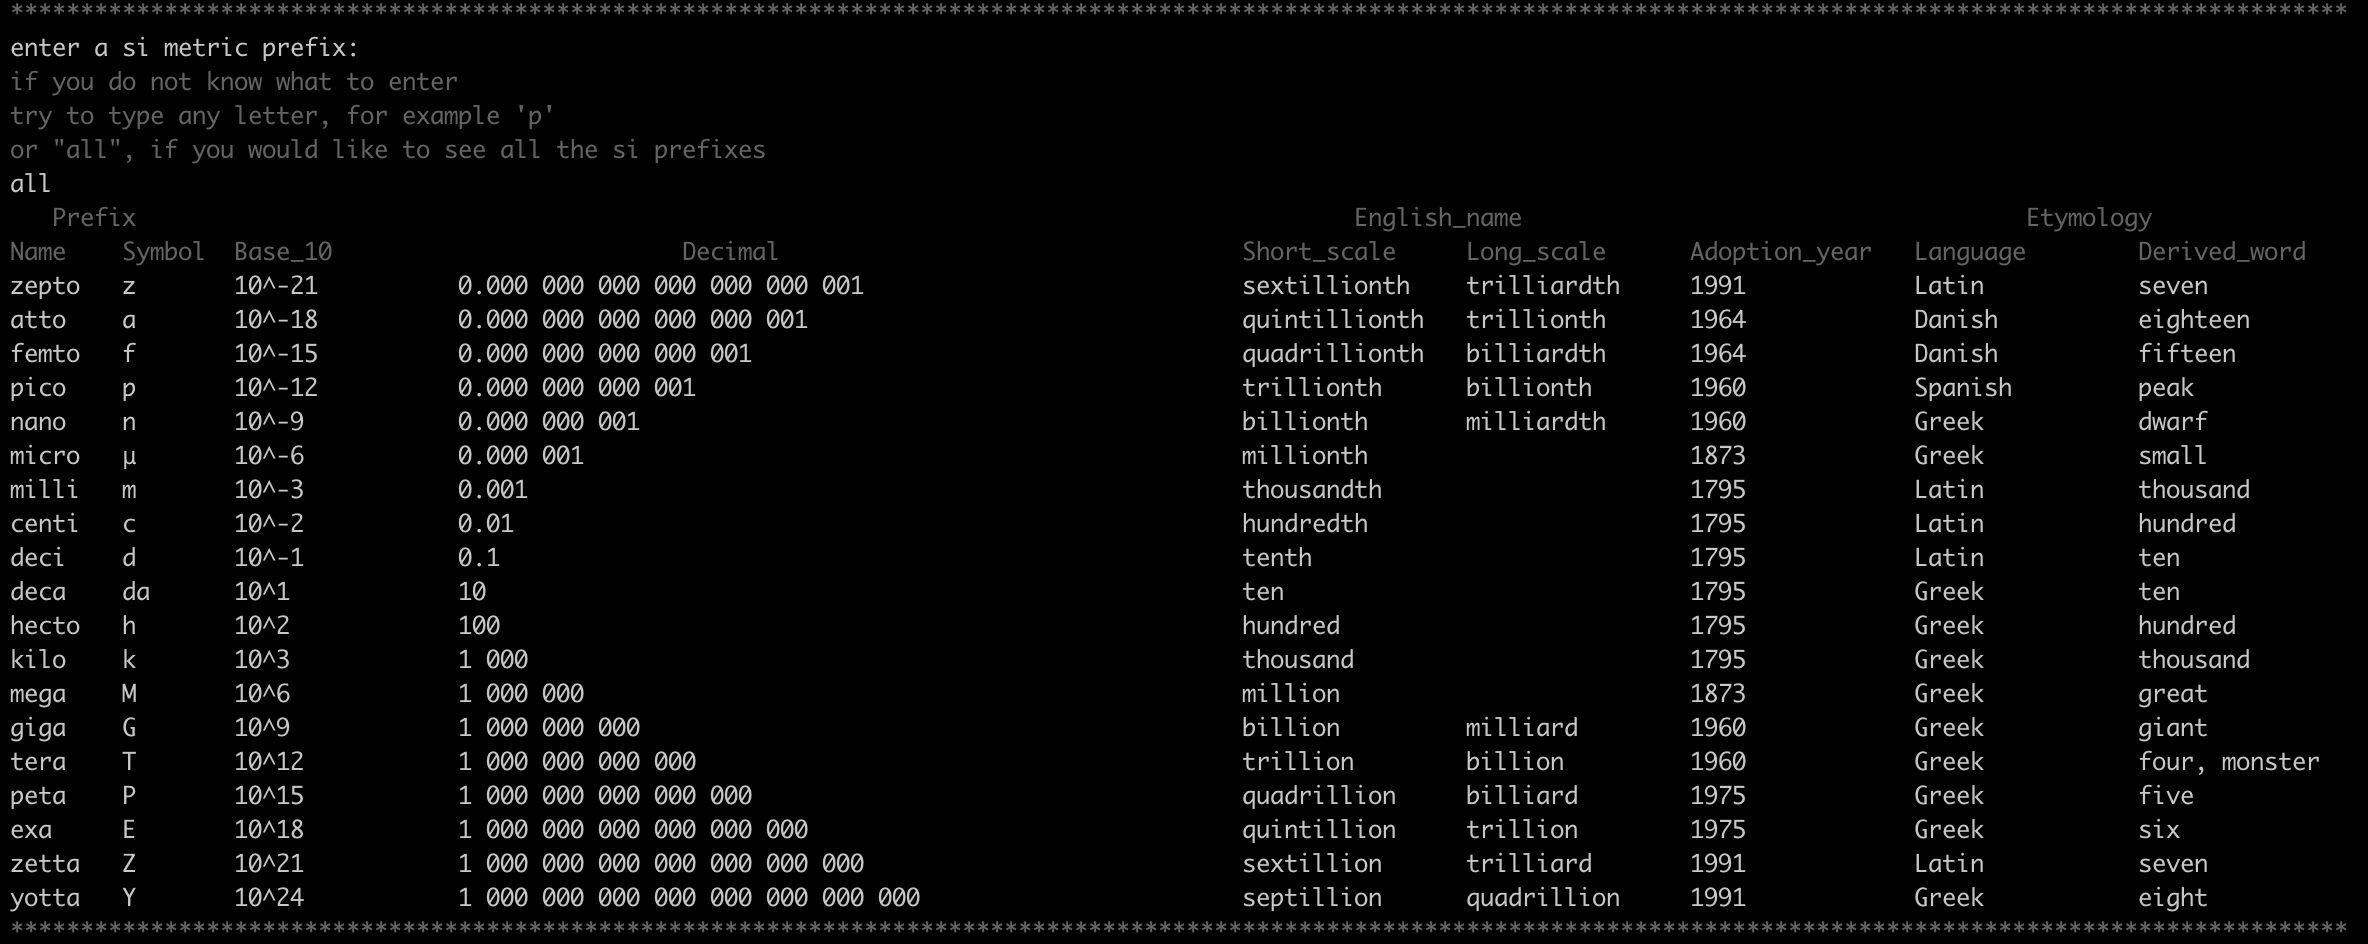 ***********************************************************************************************************************************************************************
enter a si metric prefix:
if you do not know what to enter
try to type any letter, for example 'p'
or "all", if you would like to see all the si prefixes
all
Prefix English_name Etymology
Name Symbol Base_10 Decimal Short_scale Long_scale Adoption_year Language Derived_word
zepto z 10^-21 0.000 000 000 000 000 000 001 sextillionth trilliardth 1991 Latin seven
atto a 10^-18 0.000 000 000 000 000 001 quintillionth trillionth 1964 Danish eighteen
femto f 10^-15 0.000 000 000 000 001 quadrillionth billiardth 1964 Danish fifteen
pico p 10^-12 0.000 000 000 001 trillionth billionth 1960 Spanish peak
nano n 10^-9 0.000 000 001 billionth milliardth 1960 Greek dwarf
micro µ 10^-6 0.000 001 millionth 1873 Greek small
milli m 10^-3 0.001 thousandth 1795 Latin thousand
centi c 10^-2 0.01 hundredth 1795 Latin hundred
deci d 10^-1 0.1 tenth 1795 Latin ten
deca da 10^1 10 ten 1795 Greek ten
hecto h 10^2 100 hundred 1795 Greek hundred
kilo k 10^3 1 000 thousand 1795 Greek thousand
mega M 10^6 1 000 000 million 1873 Greek great
giga G 10^9 1 000 000 000 billion milliard 1960 Greek giant
tera T 10^12 1 000 000 000 000 trillion billion 1960 Greek four, monster
peta P 10^15 1 000 000 000 000 000 quadrillion billiard 1975 Greek five
exa E 10^18 1 000 000 000 000 000 000 quintillion trillion 1975 Greek six
zetta Z 10^21 1 000 000 000 000 000 000 000 sextillion trilliard 1991 Latin seven
yotta Y 10^24 1 000 000 000 000 000 000 000 000 septillion quadrillion 1991 Greek eight
***********************************************************************************************************************************************************************